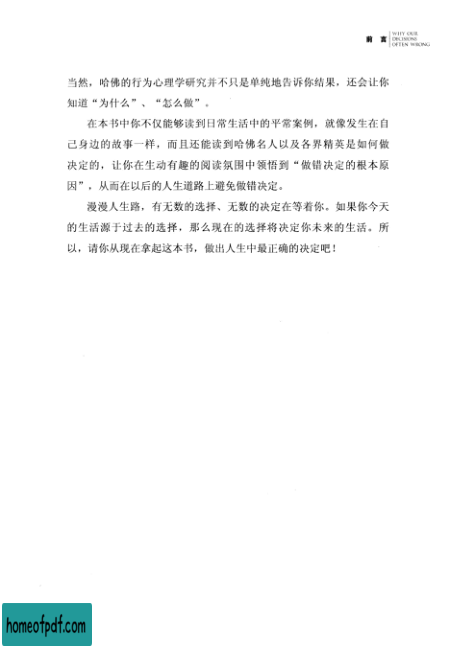 前 言
WHY OUR
DECISIONS
OFTEN WRONG
当然，哈佛的行为心理学研究并不只是单纯地告诉你结果，还会让你
知道“为什么”、“怎么做”。
在本书中你不仅能够读到日常生活中的平常案例，就像发生在自
己身边的故事一样，而且还能读到哈佛名人以及各界精英是如何做
决定的，让你在生动有趣的阅读氛围中领悟到“做错决定的根本原
因”，从而在以后的人生道路上避免做错决定。
漫漫人生路，有无数的选择、无数的决定在等着你。如果你今天
的生活源于过去的选择，那么现在的选择将决定你未来的生活。所
以，请你从现在拿起这本书，做出人生中最正确的决定吧！
homeofpdf.com